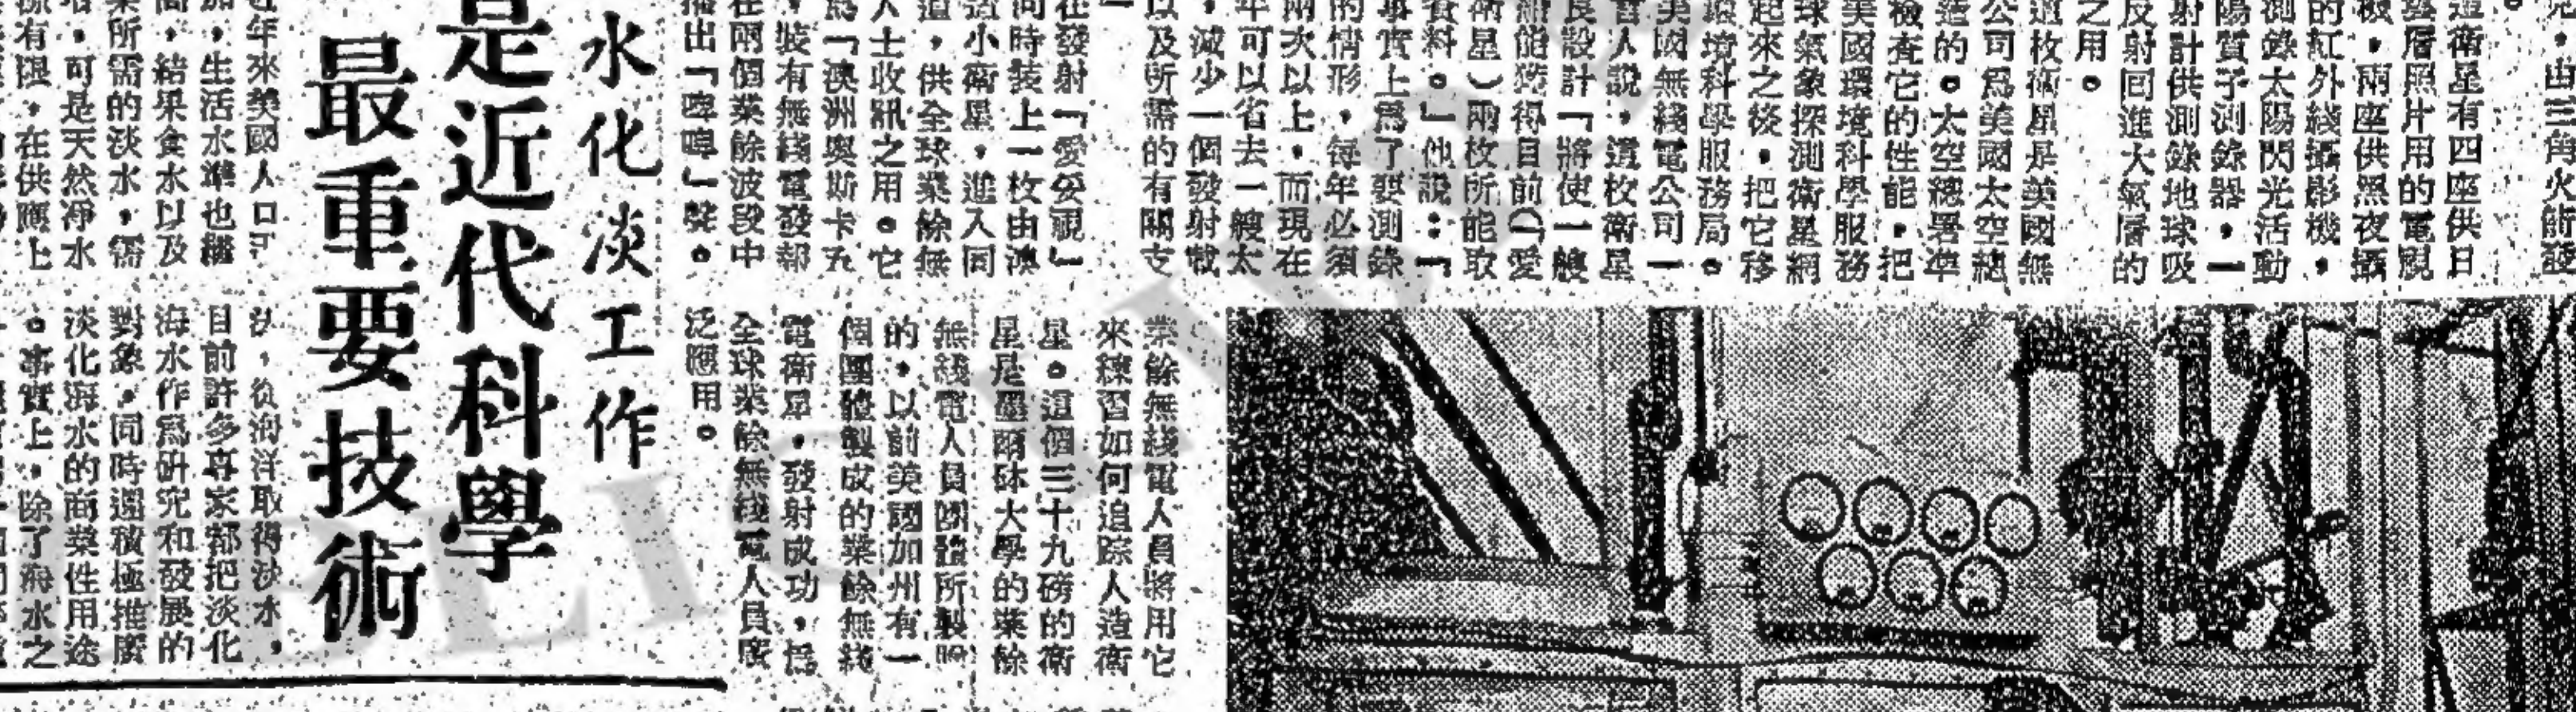 造衛星有四座供日
雲層照片用的電視
機,兩座供黑夜攝
的紅外綫攝影機,
測錄太陽閃光活動
陽質子測錄器,一
射計供測錄地球吸
反射回進大氣層的
之用。
這枚衛星是美國無
公司爲美國太空總
造的。太空總署準
檢查它的性能,把
美國環境科學服務
球氣象探測衛星網
起來之後,把它移
環境科學服務局。
美國無綫電公司一
言人說,這枚衛星
良設計「將使一艘
船能獲得目前(愛
衛星)兩枚所能取
資料。」他說:「
事實上爲了要測錄
的情形,每年必須
兩次以上,而現在
年可以省去一艘太
,減少一個發射載
以及所需的有關支
在發射「愛妥視」
同時裝上一枚由澳
造小衛星,進入同
道,供全球業餘無
人士收訊之用。它
爲「澳洲奧斯卡五
,裝有無綫電發報
在兩個業餘波段中
播出「嗶嗶」聲。
業餘無綫電人員將用它
來練習如何追踪人造衛
星。這個三十九磅的衛
星是墨爾砵大學的業餘
無綫電人員團體所製
的,以前美國加州有一
個團體製成的業餘無綫
電衛星,發射成功,爲
全球業餘無綫電人員廣
泛應用。
水化淡工作
是近代科學
最重要技術
近年來美國人口
加,生活水準也
高,結果食水以及
業所需的淡水,需
增,可是天然淨水
源有限,在供應上
法,從海洋取得淡水,
目前許多專家都把淡化
海水作爲研究和發展的
對象,同時還積極推廣
淡化海水的商業性用途
。事實上,除了海水之